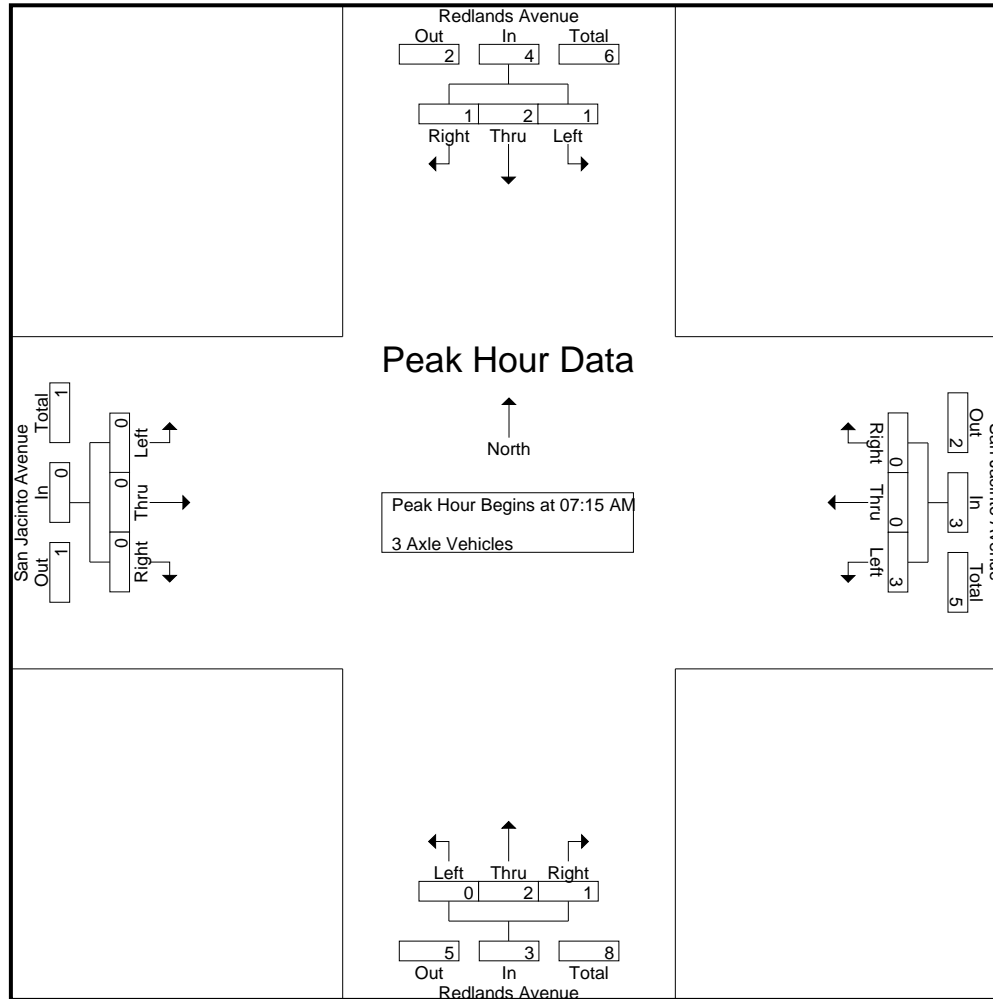 Redlands Avenue
Out In Total
2 4 6
1 2 1
Right Thru Left
Peak Hour Data
North
Peak Hour Begins at 07:15 AM
3 Axle Vehicles
San Jacinto Avenue
Total In Out
1 0 1
0 0 0
Left Thru Right
Out In Total
2 3 5
0 0 3
Right Thru Left
Left Thru Right
0 2 1
5 3 8
Out In Total
Redlands Avenue